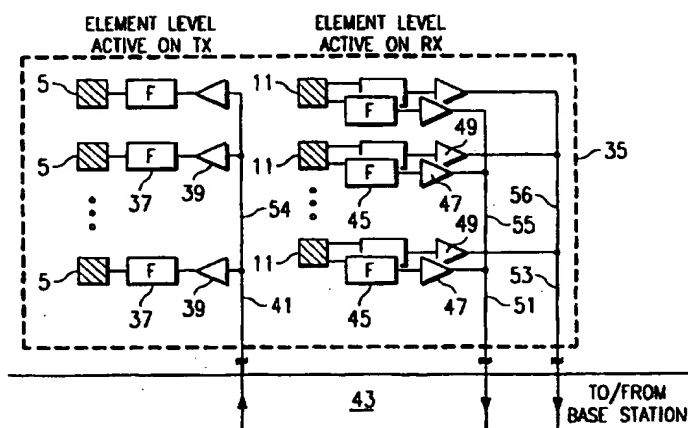 ELEMENT LEVEL
ACTIVE ON TX
ELEMENT LEVEL
ACTIVE ON RX
5
F
11
F
5
F
37
39
54
11
45
49
47
55
56
35
5
F
37
39
41
11
F
45
49
47
51
53
F
43
TO/FROM
BASE STATION